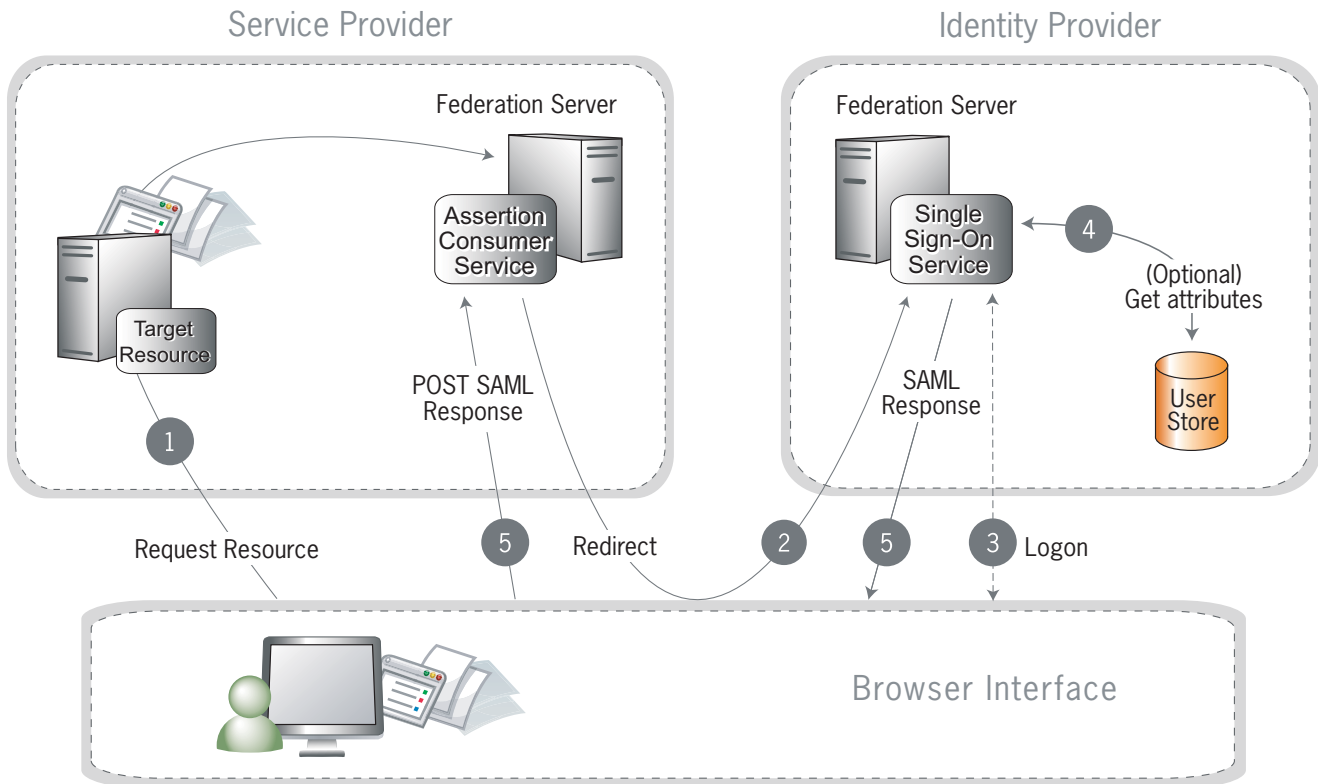 Service Provider
Identity Provider
Federation Server
Federation Server
Assertion
Consumer
Service
Single
Sign-On
Service
4
(Optional)
Get attributes
Target
Resource
POST SAML
Response
SAML
Response
User
Store
1
Request Resource
5
Redirect
2
5
3
Logon
Browser Interface